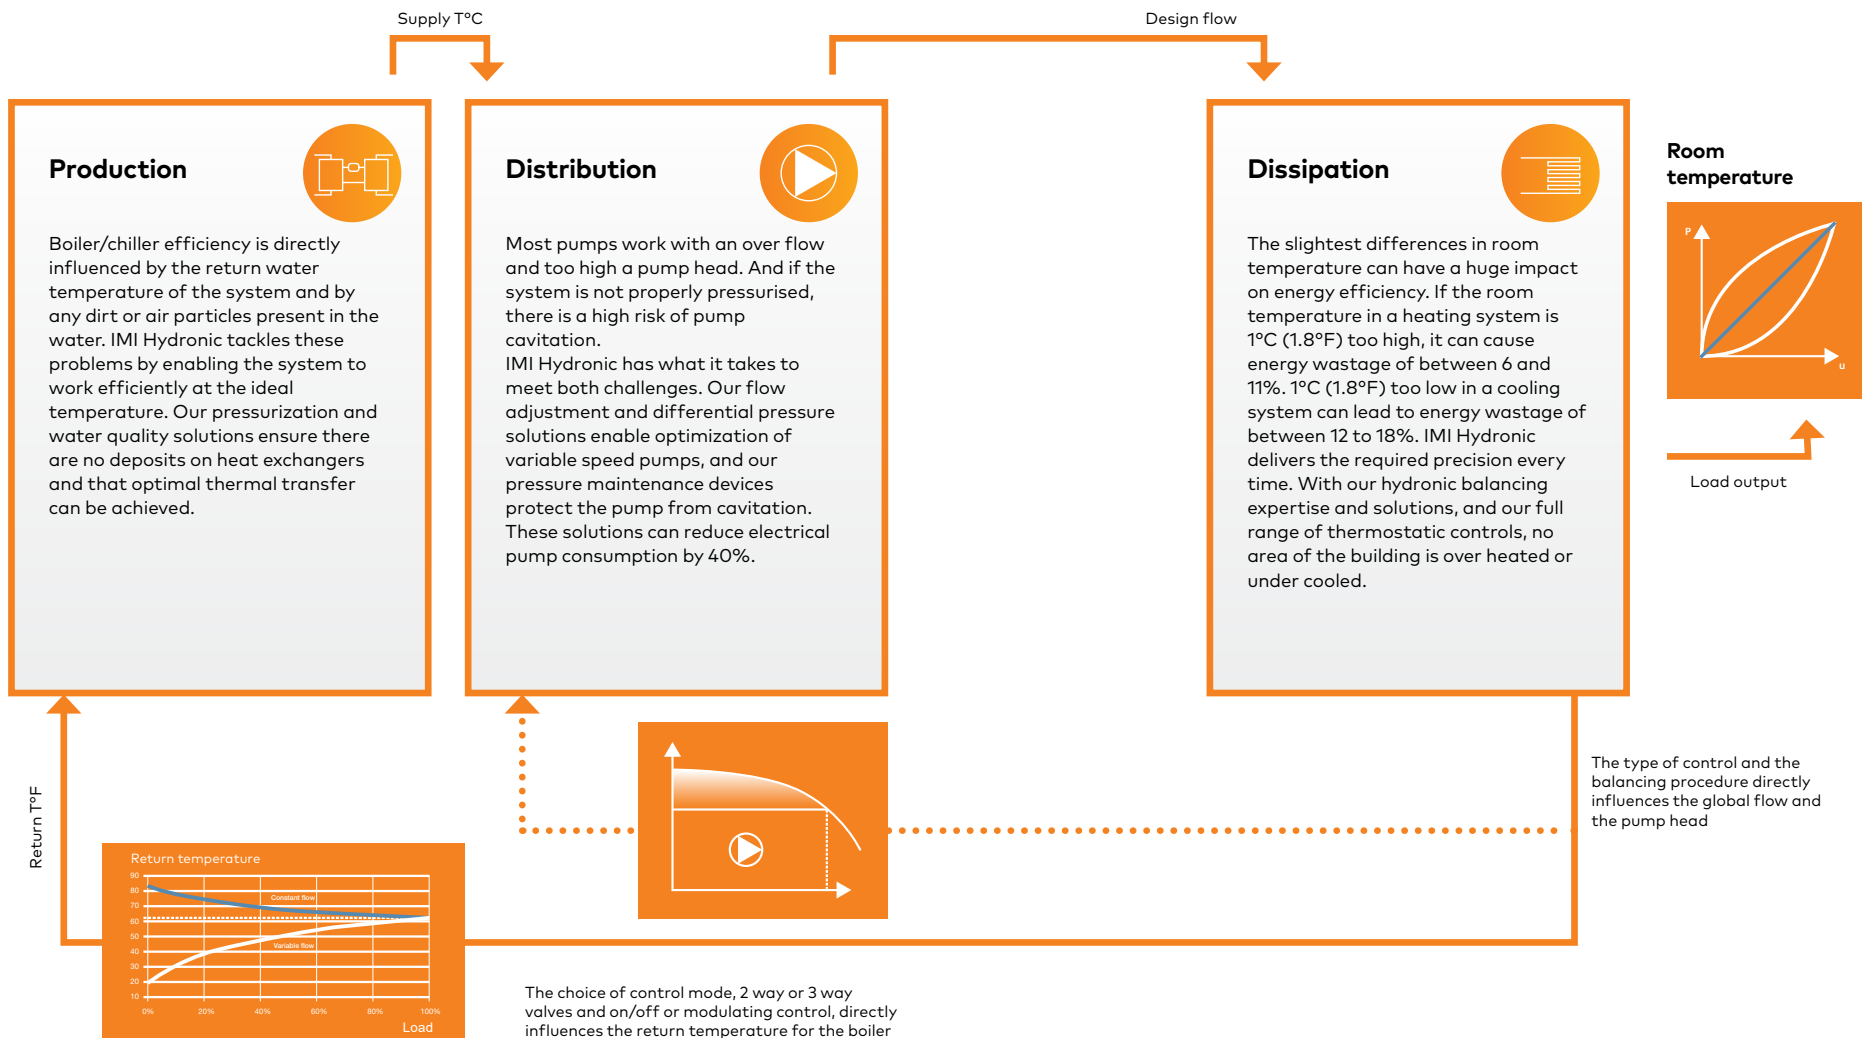 Supply T°C
Design flow
Production
Boiler/chiller efficiency is directly
influenced by the return water
temperature of the system and by
any dirt or air particles present in the
water. IMI Hydronic tackles these
problems by enabling the system to
work efficiently at the ideal
temperature. Our pressurization and
water quality solutions ensure there
are no deposits on heat exchangers
and that optimal thermal transfer
can be achieved.
Distribution
Most pumps work with an over flow
and too high a pump head. And if the
system is not properly pressurised,
there is a high risk of pump
cavitation.
IMI Hydronic has what it takes to
meet both challenges. Our flow
adjustment and differential pressure
solutions enable optimization of
variable speed pumps, and our
pressure maintenance devices
protect the pump from cavitation.
These solutions can reduce electrical
pump consumption by 40%.
Dissipation
The slightest differences in room
temperature can have a huge impact
on energy efficiency. If the room
temperature in a heating system is
1°C (1.8°F) too high, it can cause
energy wastage of between 6 and
11%. 1°C (1.8°F) too low in a cooling
system can lead to energy wastage of
between 12 to 18%. IMI Hydronic
delivers the required precision every
time. With our hydronic balancing
expertise and solutions, and our full
range of thermostatic controls, no
area of the building is over heated or
under cooled.
Room
temperature
P
u
Load output
The type of control and the
balancing procedure directly
influences the global flow and
the pump head
Return T°F
Return temperature
90
80
70
60
50
40
30
20
10
Constant flow
Variable flow
0% 20% 40% 60% 80% 100%
Load
The choice of control mode, 2 way or 3 way
valves and on/off or modulating control, directly
influences the return temperature for the boiler